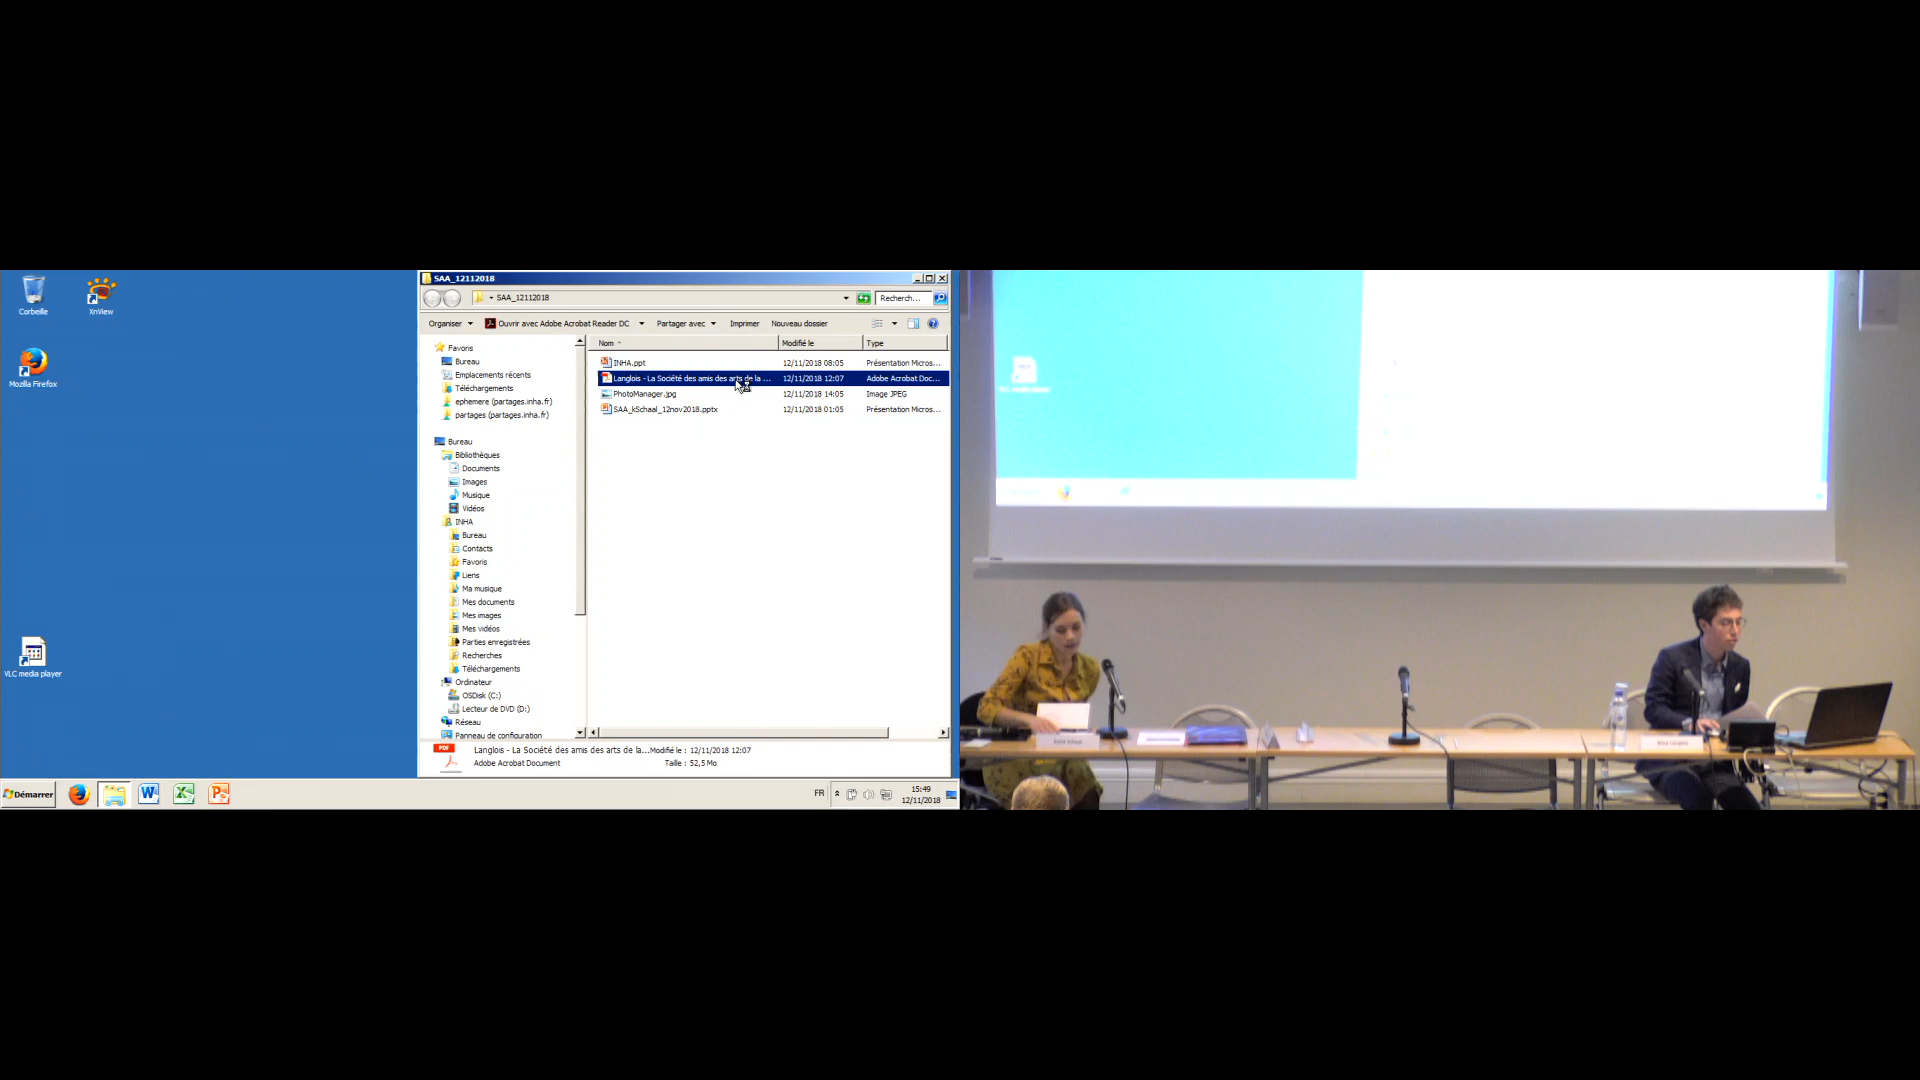 Corbeille
XnView
Mozilla Firefox
VLC media player
SAA_12112018
SAA_12112018
Recherch...
Organiser
Ouvrir avec Adobe Acrobat Reader DC
Partager avec
Imprimer
Nouveau dossier
Favoris
Bureau
Emplacements récents
Téléchargements
ephemere (partages.inha.fr)
partages (partages.inha.fr)
Bureau
Bibliothèques
Documents
Images
Musique
Vidéos
INHA
Bureau
Contacts
Favoris
Liens
Ma musique
Mes documents
Mes images
Mes vidéos
Parties enregistrées
Recherches
Téléchargements
Ordinateur
OSDisk (C:)
Lecteur de DVD (D:)
Réseau
Panneau de configuration
Nom Modifié le Type
INHA.ppt 12/11/2018 08:05 Présentation Micros...
Langlois - La Société des amis des arts de la ... 12/11/2018 12:07 Adobe Acrobat Doc...
PhotoManager.jpg 12/11/2018 14:05 Image JPEG
SAA_kSchaal_12nov2018.pptx 12/11/2018 01:05 Présentation Micros...
PDF
Langlois - La Société des amis des arts de la...Modifié le : 12/11/2018 12:07
Adobe Acrobat Document Taille : 52,5 Mo
Démarrer
FR
15:49
12/11/2018